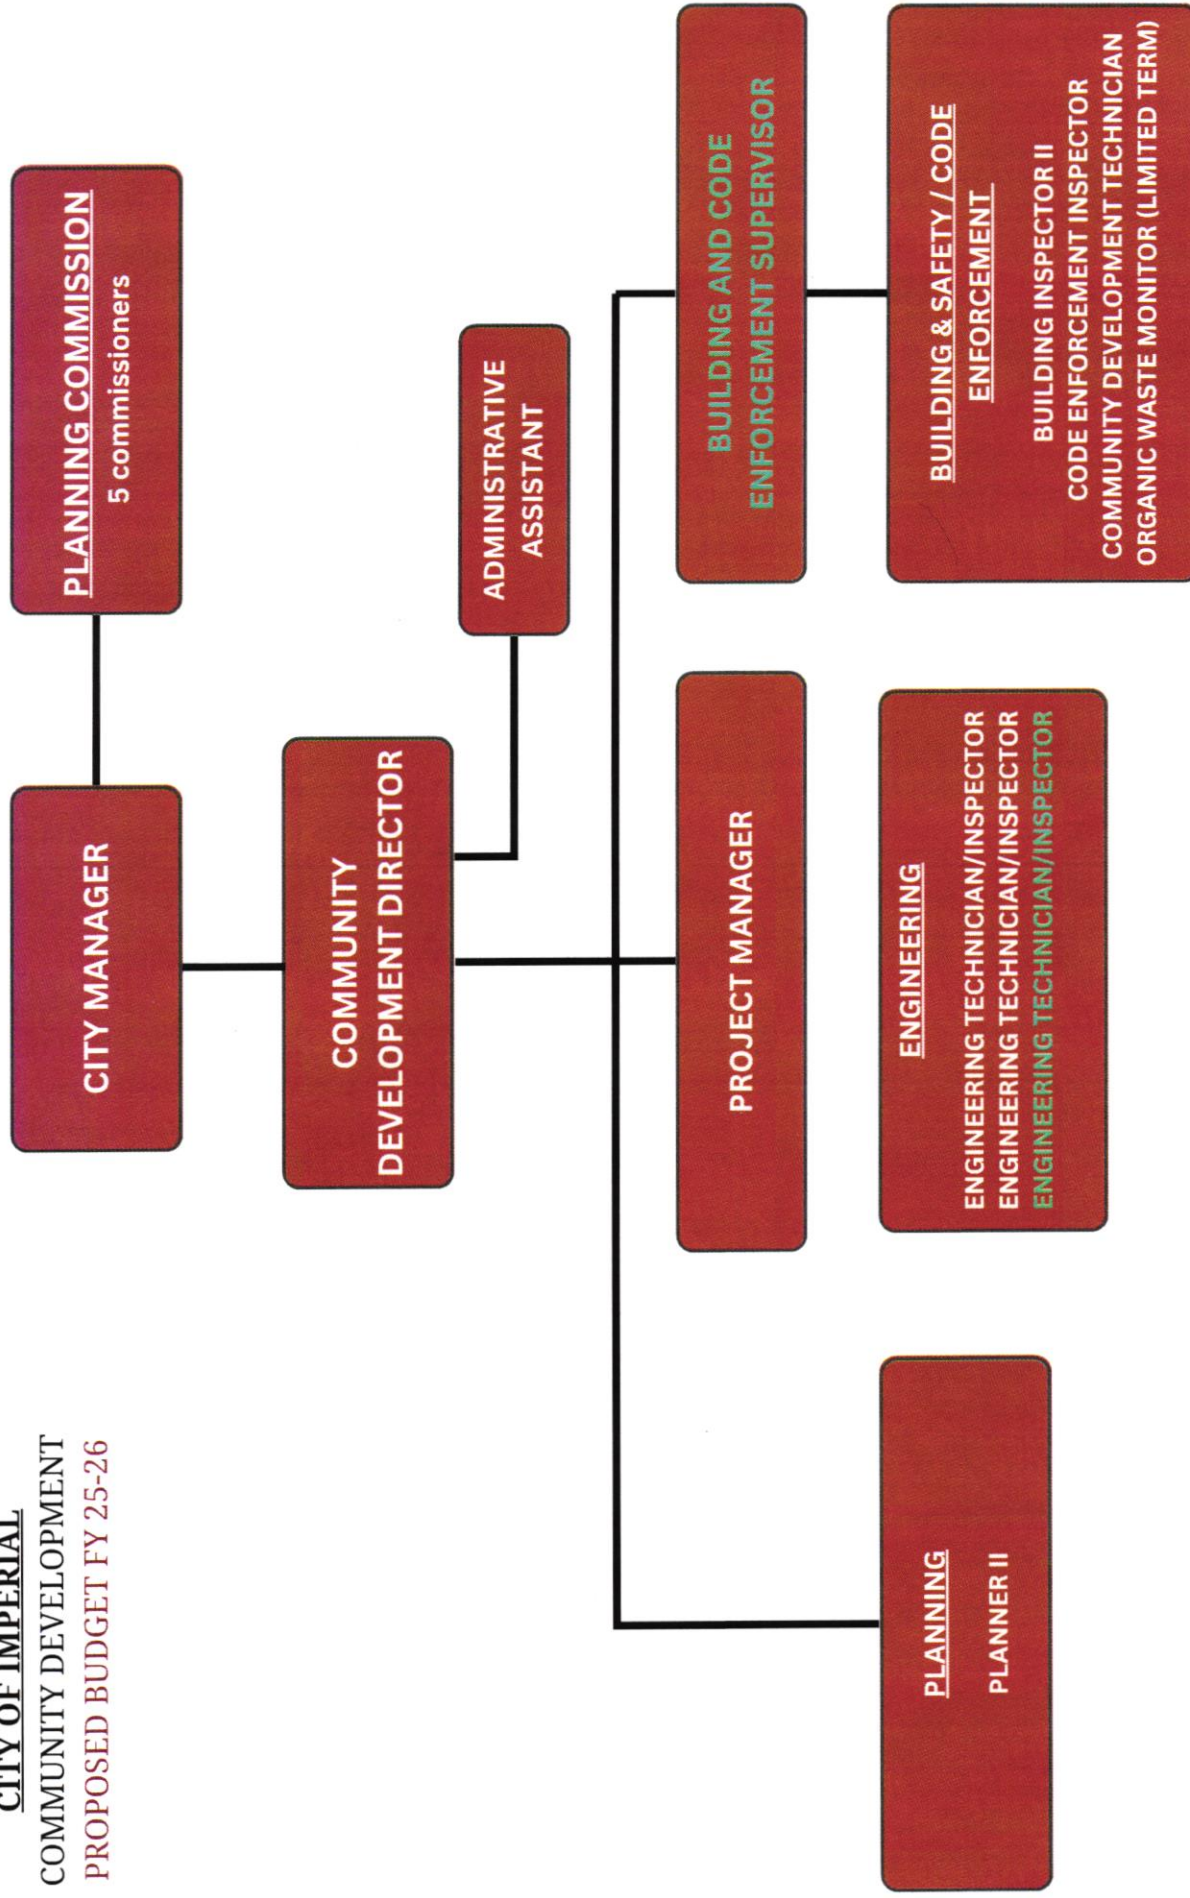 CITY OF IMPERIAL
COMMUNITY DEVELOPMENT
PROPOSED BUDGET FY 25-26
CITY MANAGER
PLANNING COMMISSION
5 commissioners
COMMUNITY
DEVELOPMENT DIRECTOR
ADMINISTRATIVE
ASSISTANT
PROJECT MANAGER
BUILDING AND CODE
ENFORCEMENT SUPERVISOR
PLANNING
PLANNER II
ENGINEERING
ENGINEERING TECHNICIAN/INSPECTOR
ENGINEERING TECHNICIAN/INSPECTOR
ENGINEERING TECHNICIAN/INSPECTOR
BUILDING & SAFETY / CODE
ENFORCEMENT
BUILDING INSPECTOR II
CODE ENFORCEMENT INSPECTOR
COMMUNITY DEVELOPMENT TECHNICIAN
ORGANIC WASTE MONITOR (LIMITED TERM)